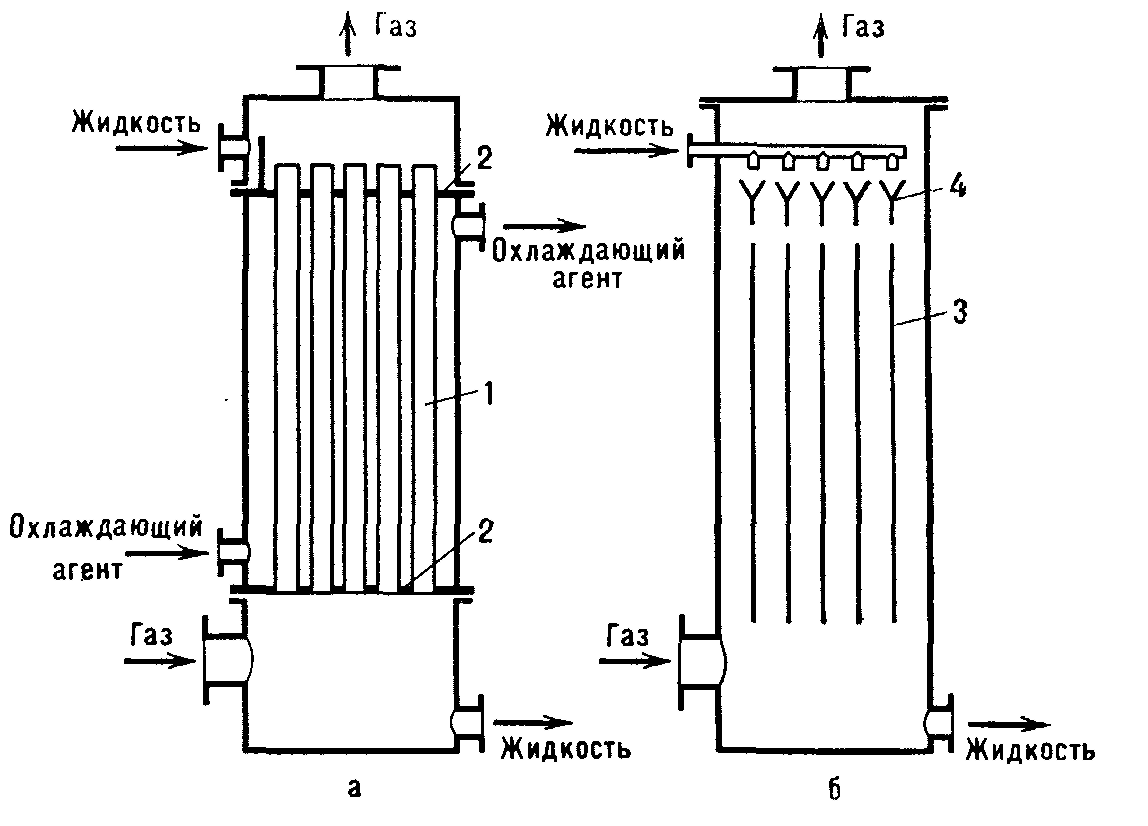 Газ
Газ
Жидкость
2
Жидкость
4
Охлаждающий
агент
3
1
Охлаждающий
агент
2
Газ
Газ
Жидкость
Жидкость
а
б